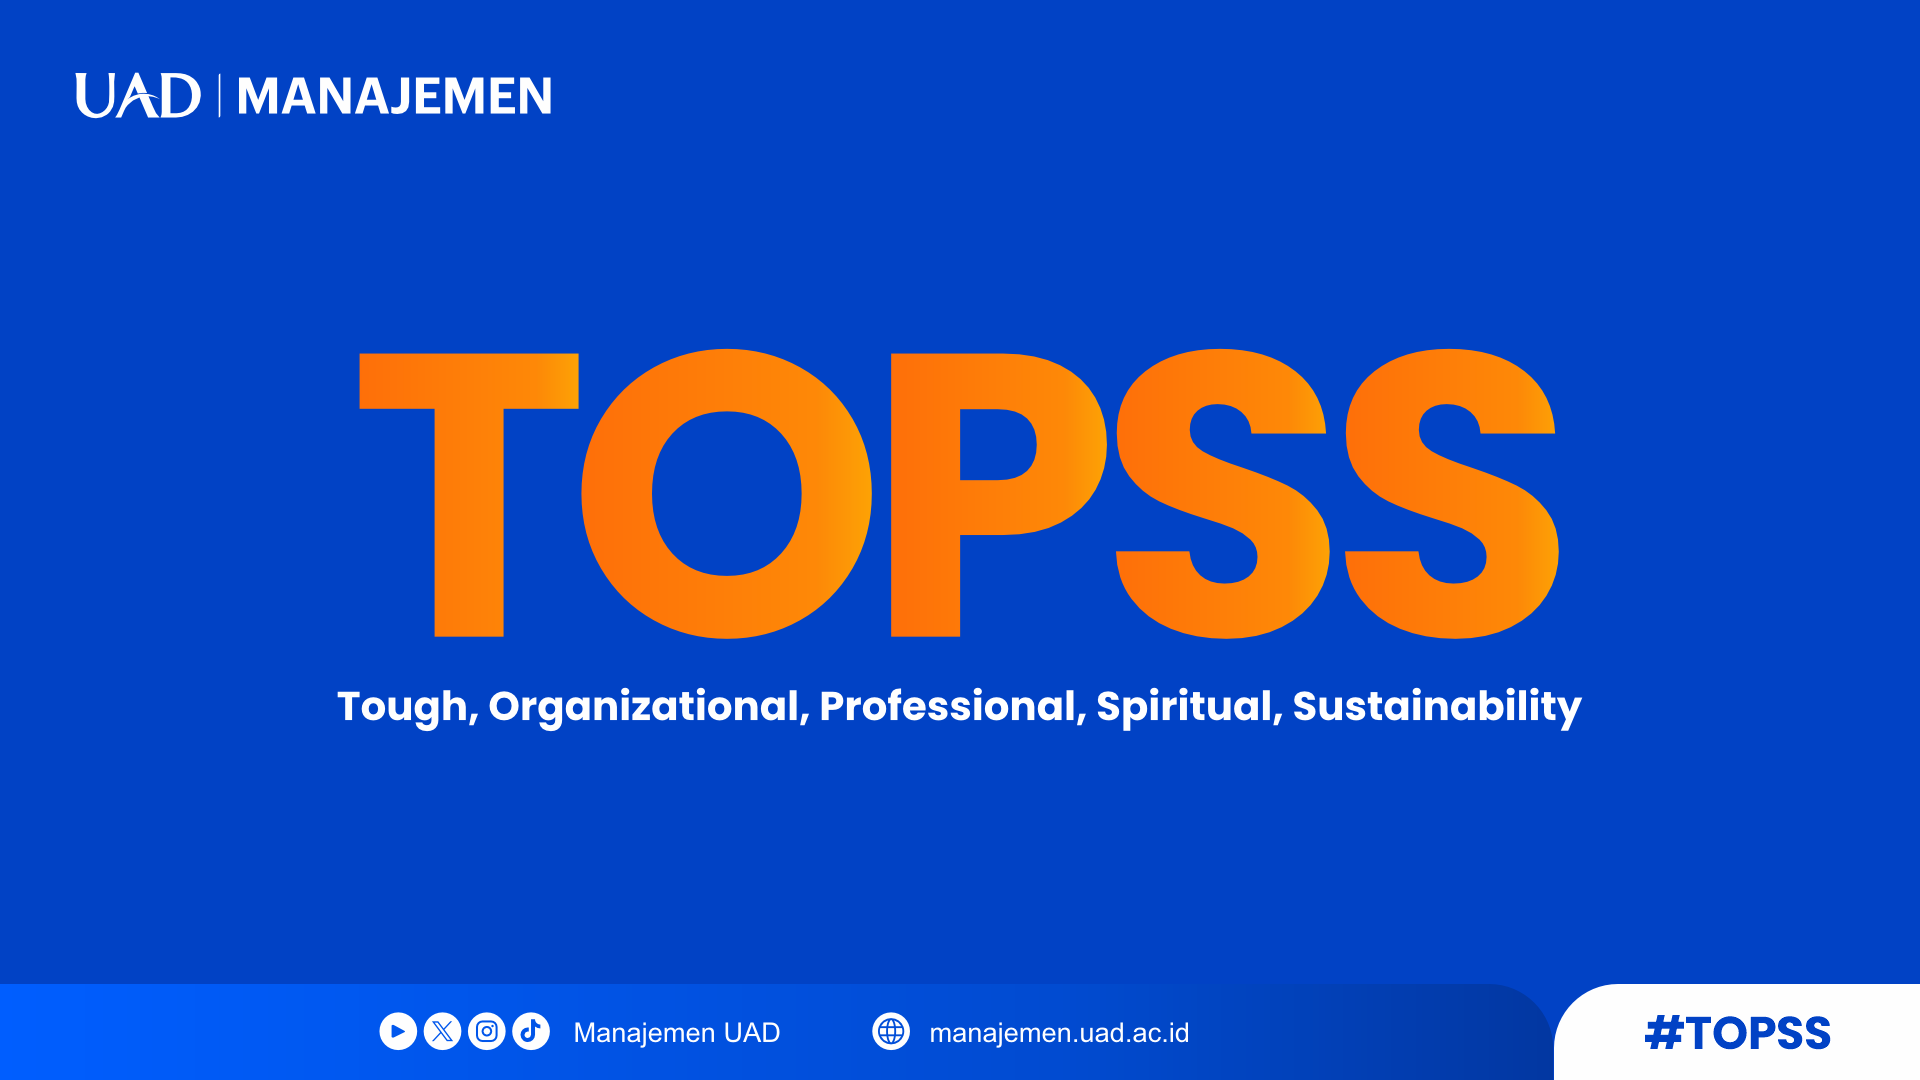 UAD | MANAJEMEN
TOPSS
Tough, Organizational, Professional, Spiritual, Sustainability
Manajemen UAD
manajemen.uad.ac.id
#TOPSS